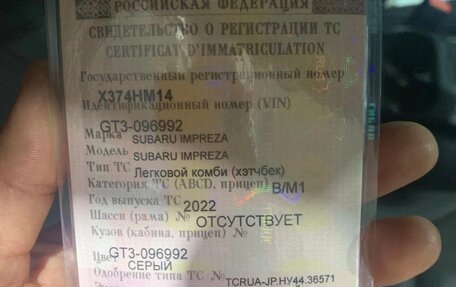 РОССИЙСКАЯ ФЕДЕРАЦИЯ
СВИДЕТЕЛЬСТВО О РЕГИСТРАЦИИ ТС
CERTIFICAT D'IMMATRICULATION
Государственный регистрационный номер
Х374НМ14
Идентификационный номер (VIN)
GT3-096992
Марка SUBARU IMPREZA
Модель SUBARU IMPREZA
Тип ТС Легковой комби (хэтчбек)
Категория ТС (ABCD, прицеп) B/M1
Год выпуска ТС 2022
Шасси (рама) № ОТСУТСТВУЕТ
Кузов (кабина, прицеп) №
GT3-096992
Цвет СЕРЫЙ
Одобрение типа ТС № ТСRUA-JP.НУ44.36571